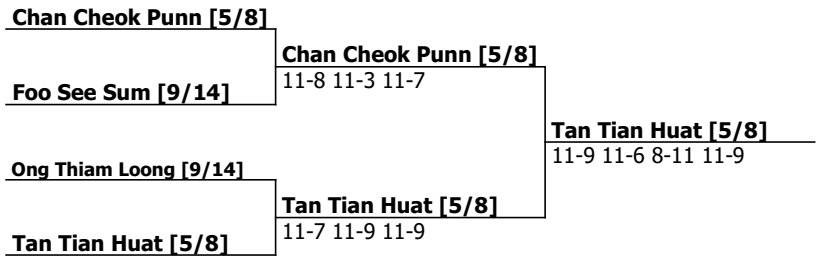 Chan Cheok Punn [5/8]
Chan Cheok Punn [5/8]
11-8 11-3 11-7
Foo See Sum [9/14]
Tan Tian Huat [5/8]
11-9 11-6 8-11 11-9
Ong Thiam Loong [9/14]
Tan Tian Huat [5/8]
11-7 11-9 11-9
Tan Tian Huat [5/8]